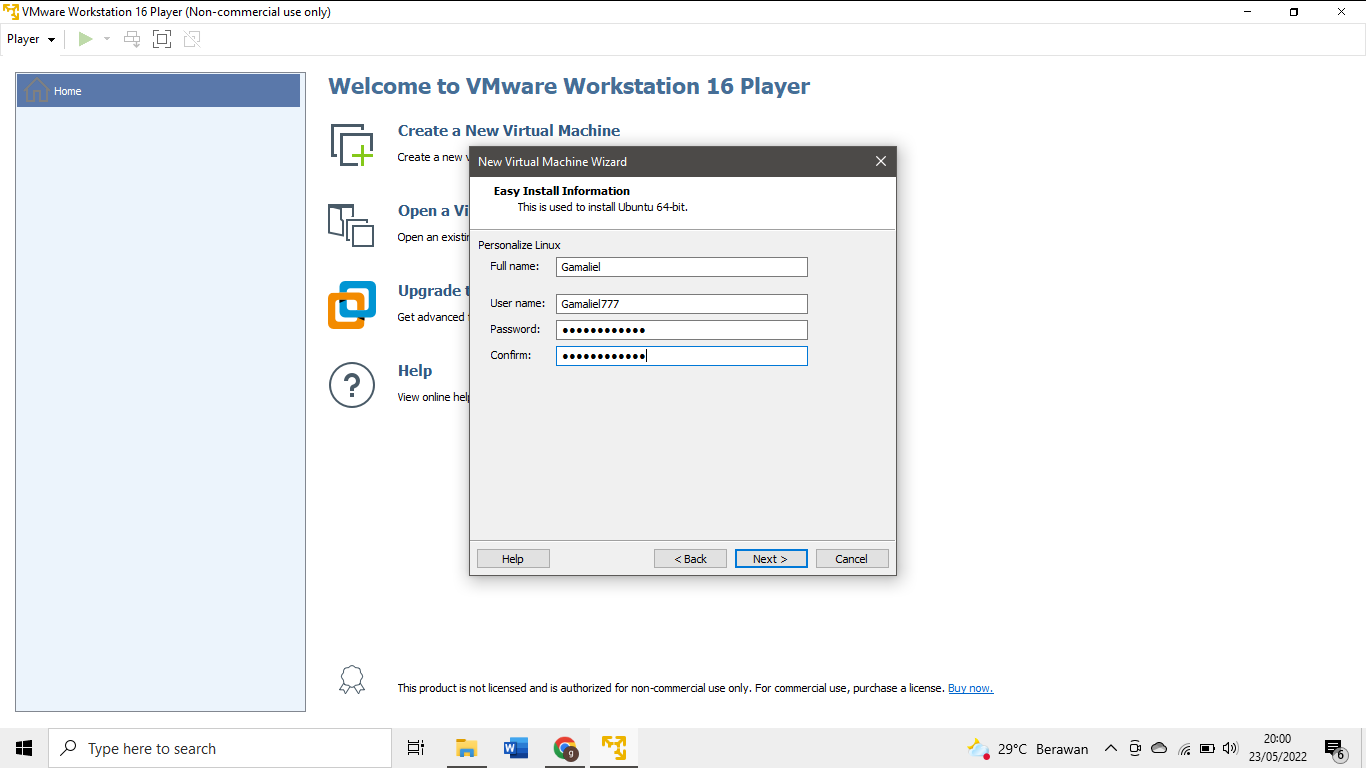 VMware Workstation 16 Player (Non-commercial use only)
Player
Home
Welcome to VMware Workstation 16 Player
Create a New Virtual Machine
Create a new v
New Virtual Machine Wizard
Easy Install Information
This is used to install Ubuntu 64-bit.
Open a Vi
Open an existin
Personalize Linux
Full name: Gamaliel
User name: Gamaliel777
Password: ●●●●●●●●●●●●
Confirm: ●●●●●●●●●●●●
Upgrade t
Get advanced f
?
Help
View online help
Help < Back Next > Cancel
This product is not licensed and is authorized for non-commercial use only. For commercial use, purchase a license. Buy now.
Type here to search
W
g
29°C Berawan
20:00
23/05/2022
6